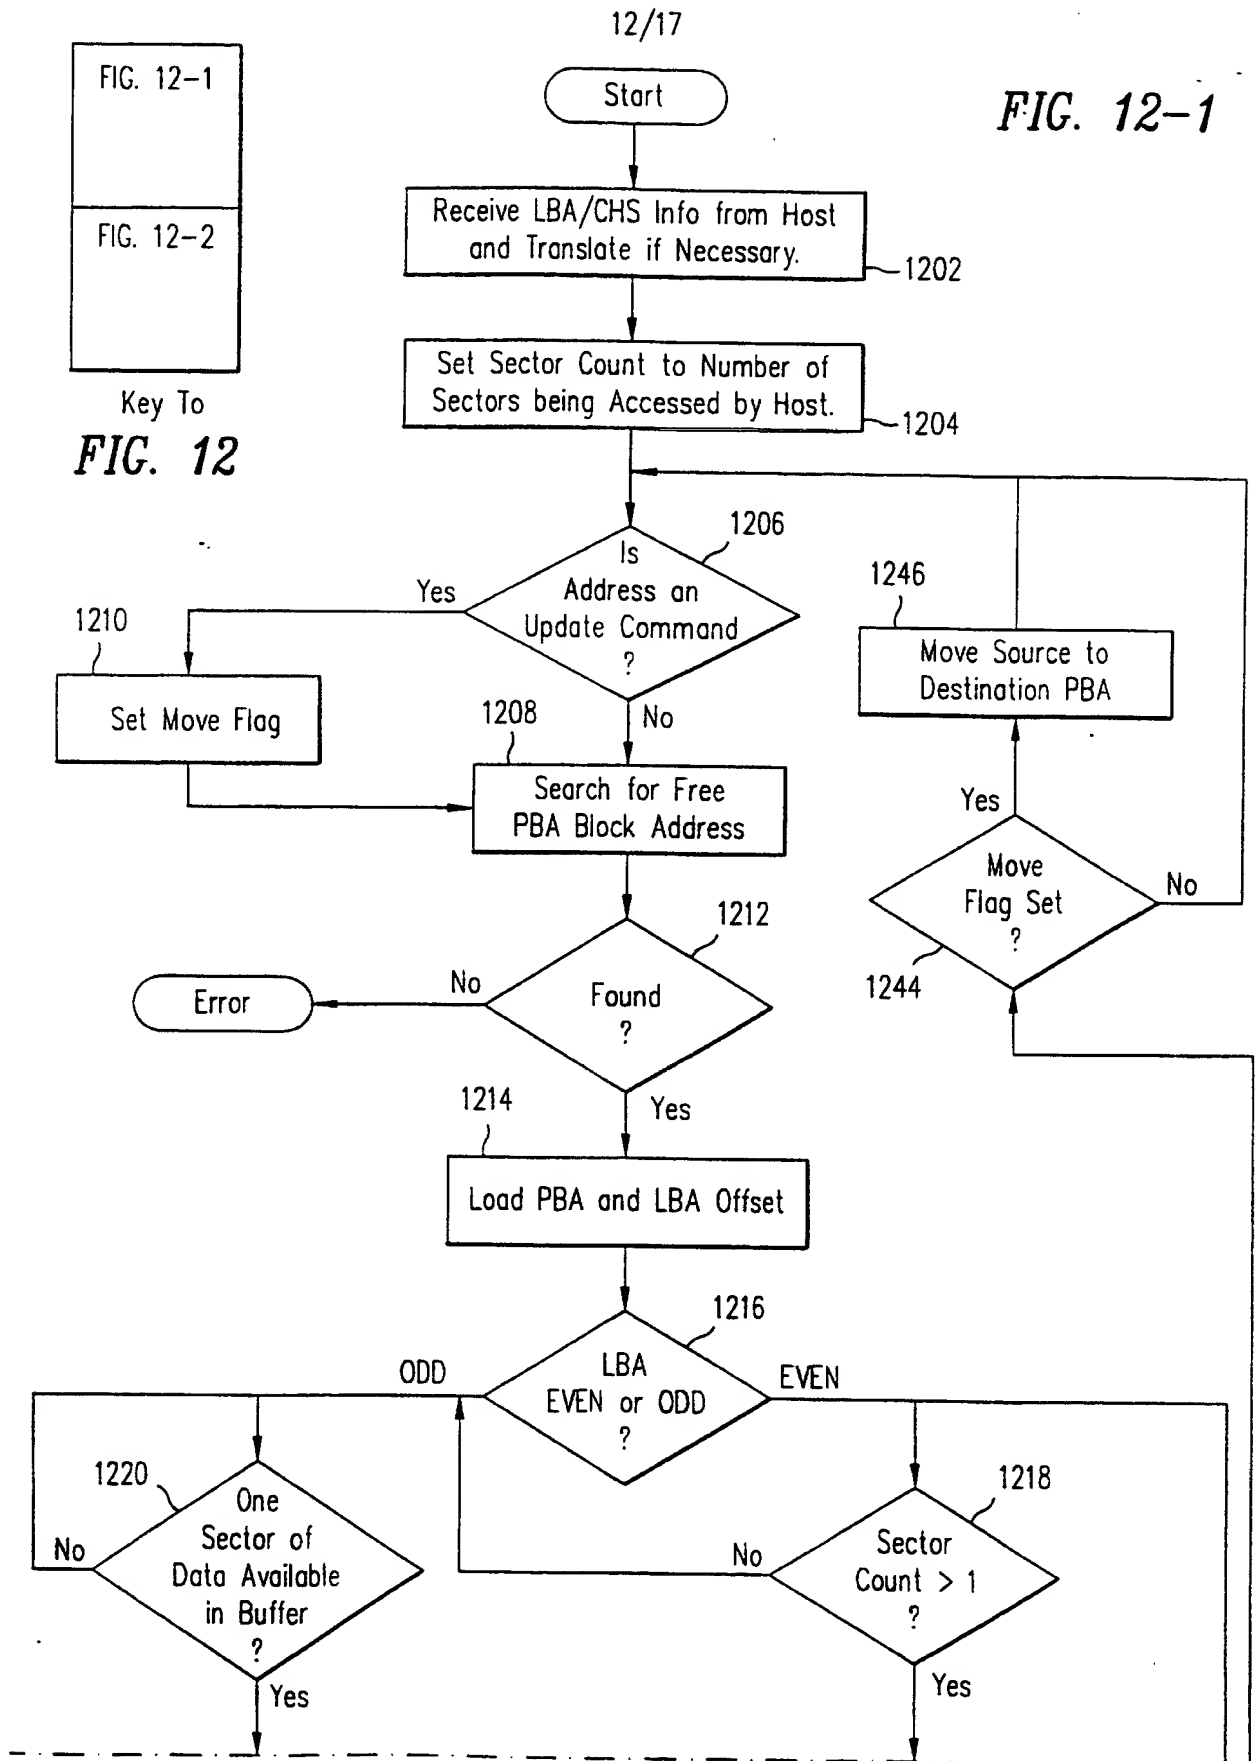 12/17
FIG. 12-1
FIG. 12-1
FIG. 12-2
Key To
FIG. 12
Start
Receive LBA/CHS Info from Host
and Translate if Necessary.
1202
Set Sector Count to Number of
Sectors being Accessed by Host.
1204
1206
Is
Address an
Update Command
?
Yes
No
1210
Set Move Flag
1208
Search for Free
PBA Block Address
1246
Move Source to
Destination PBA
Yes
Move
Flag Set
?
No
1244
1212
Found
?
No
Error
Yes
1214
Load PBA and LBA Offset
1216
LBA
EVEN or ODD
?
ODD
EVEN
1220
One
Sector of
Data Available
in Buffer
?
No
Yes
1218
Sector
Count > 1
?
No
Yes